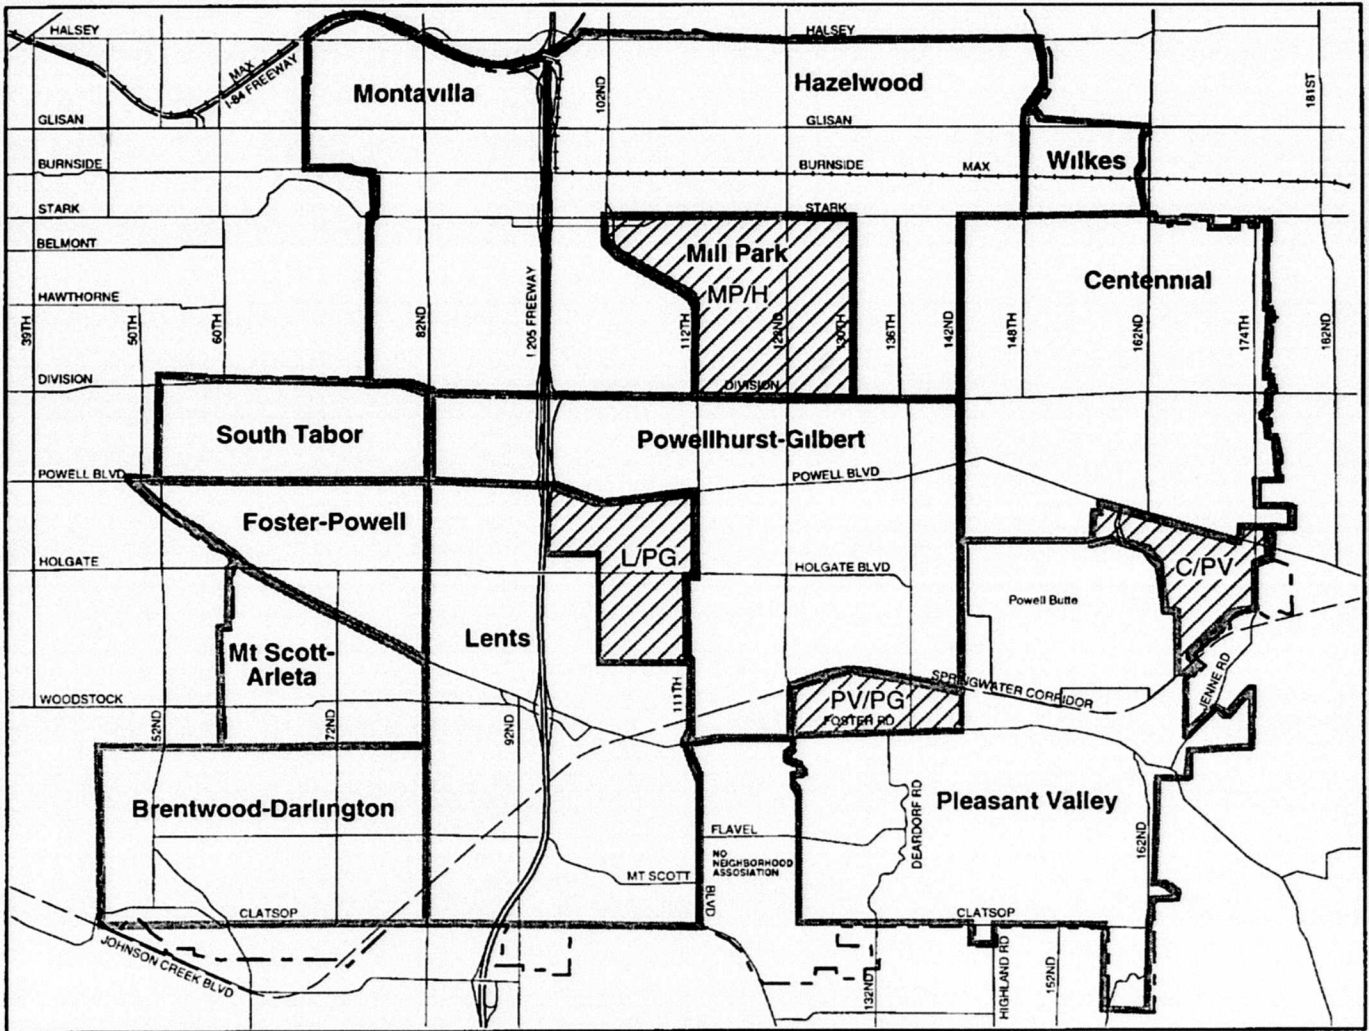 HALSEY
HALSEY
MAX
I-84 FREEWAY
Montavilla
102ND
Hazelwood
181ST
GLISAN
GLISAN
BURNSIDE
BURNSIDE
MAX
Wilkes
STARK
STARK
BELMONT
Mill Park
MP/H
Centennial
HAWTHORNE
39TH
50TH
60TH
82ND
I 205 FREEWAY
112TH
122ND
130TH
136TH
142ND
148TH
162ND
174TH
182ND
DIVISION
DIVISION
South Tabor
Powellhurst-Gilbert
POWELL BLVD
POWELL BLVD
Foster-Powell
L/PG
C/PV
HOLGATE
HOLGATE BLVD
Powell Butte
Mt Scott-
Arleta
Lents
WOODSTOCK
52ND
72ND
92ND
111TH
PV/PG
FOSTER RD
SPRINGWATER CORRIDOR
JENNE RD
Brentwood-Darlington
Pleasant Valley
FLAVEL
NO
NEIGHBORHOOD
ASSOSIATION
DEARDORF RD
162ND
MT SCOTT
BLVD
CLATSOP
CLATSOP
JOHNSON CREEK BLVD
132ND
HIGHLAND RD
152ND